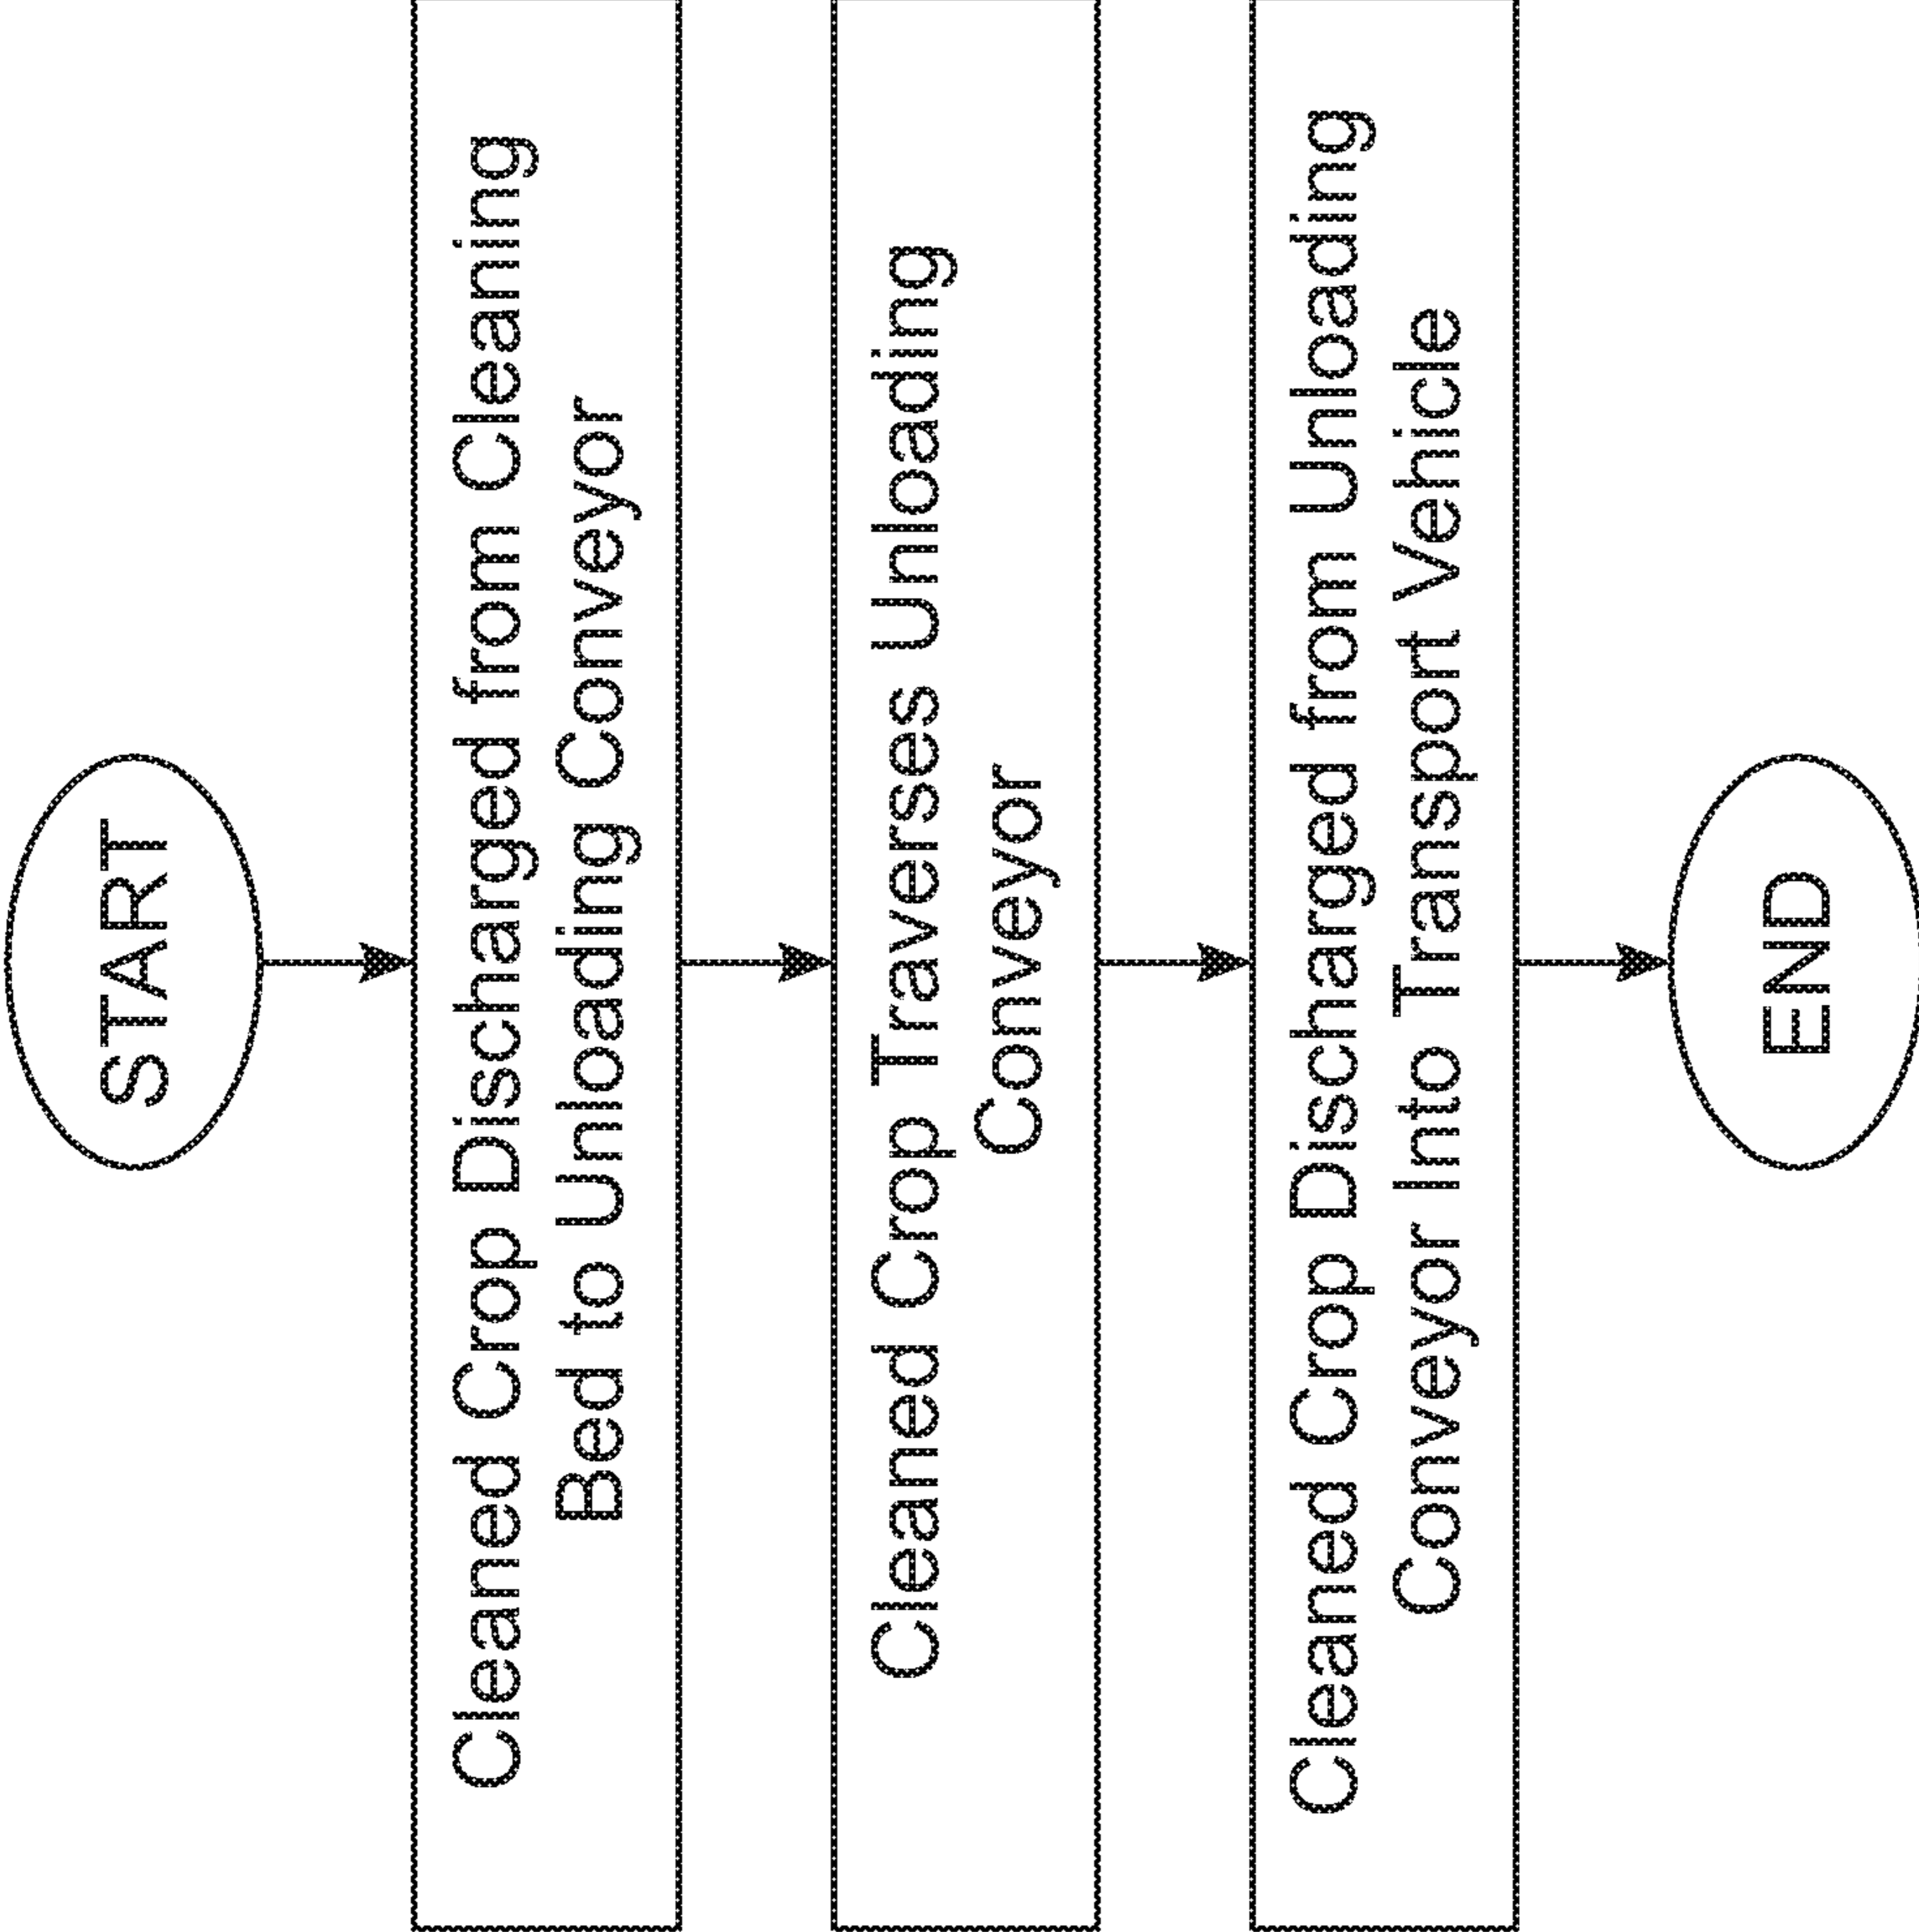 START
Cleaned Crop Discharged from Cleaning
Bed to Unloading Conveyor
Cleaned Crop Traverses Unloading
Conveyor
Cleaned Crop Discharged from Unloading
Conveyor Into Transport Vehicle
END